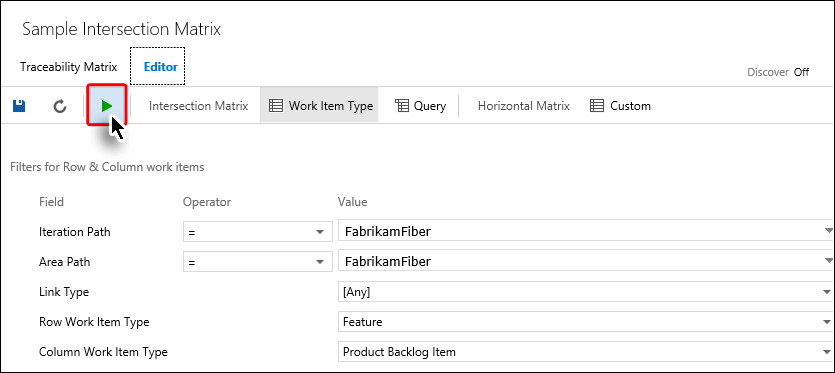 Sample Intersection Matrix
Traceability Matrix Editor
Discover Off
Intersection Matrix Work Item Type Query Horizontal Matrix Custom
Filters for Row & Column work items
Field Operator Value
Iteration Path = FabrikamFiber
Area Path = FabrikamFiber
Link Type [Any]
Row Work Item Type Feature
Column Work Item Type Product Backlog Item